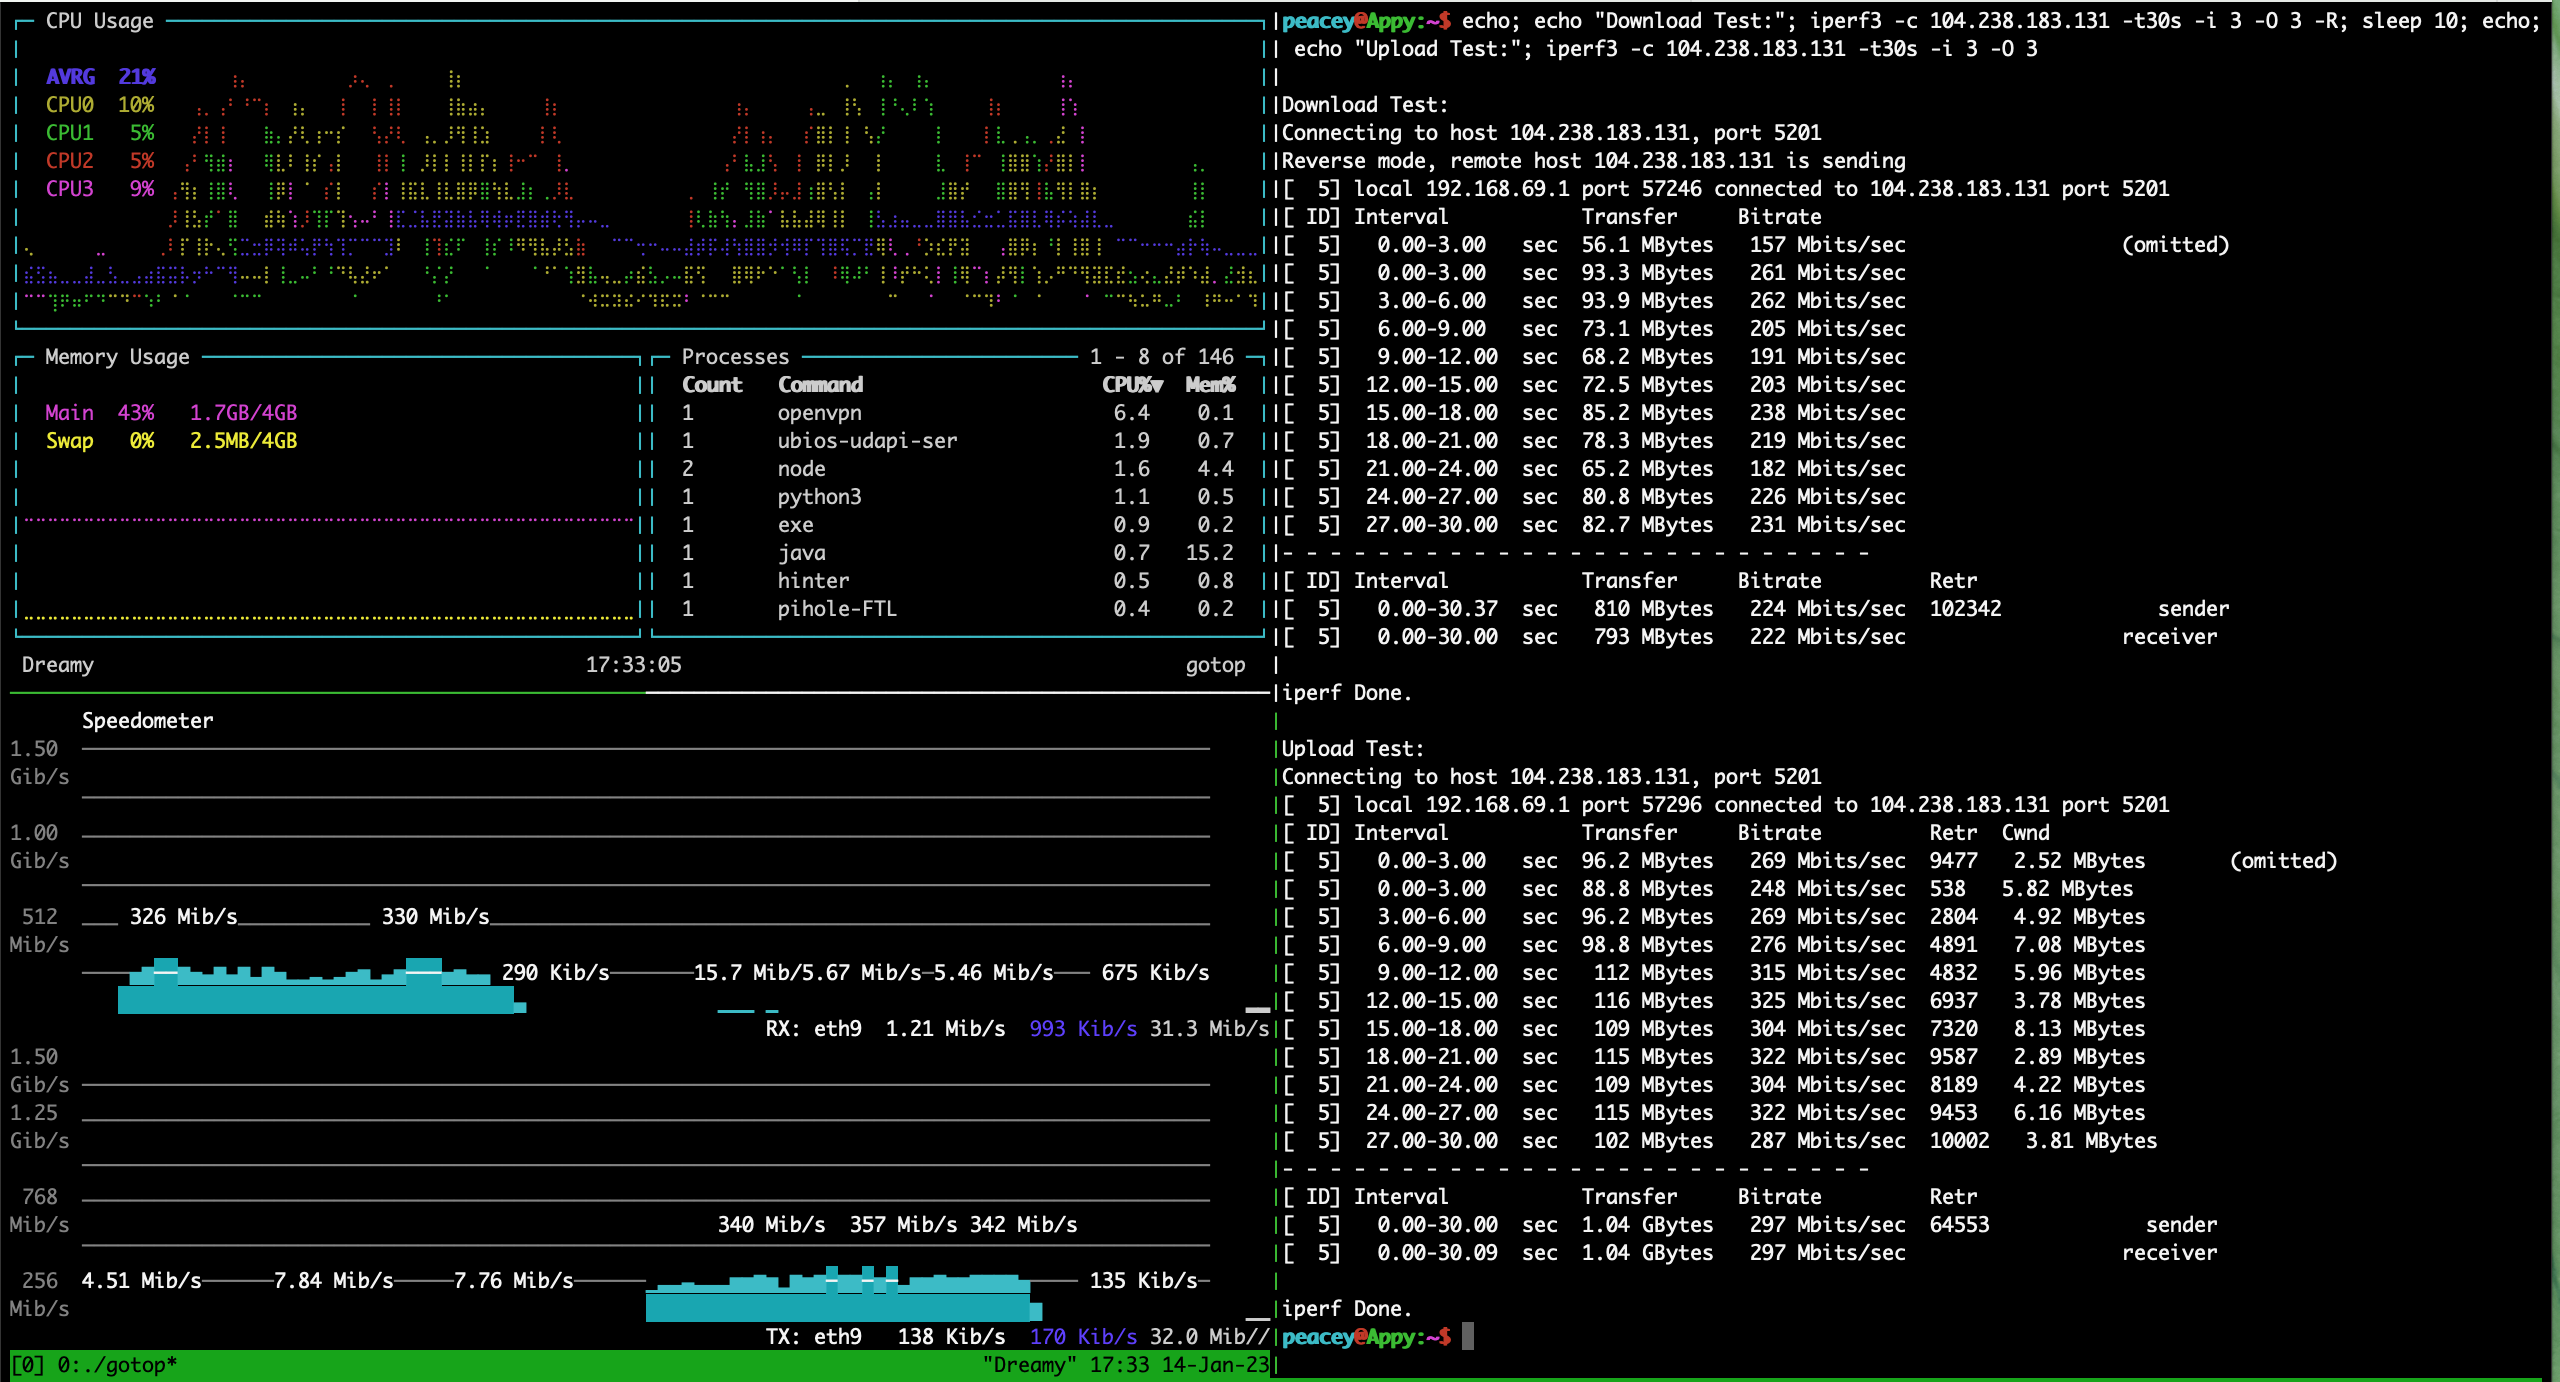 CPU Usage
AVRG 21%
CPU0 10%
CPU1 5%
CPU2 5%
CPU3 9%
Memory Usage
Main 43% 1.7GB/4GB
Swap 0% 2.5MB/4GB
Processes 1 - 8 of 146
Count Command CPU%▼ Mem%
1 openvpn 6.4 0.1
1 ubios-udapi-ser 1.9 0.7
2 node 1.6 4.4
1 python3 1.1 0.5
1 exe 0.9 0.2
1 java 0.7 15.2
1 hinter 0.5 0.8
1 pihole-FTL 0.4 0.2
Dreamy 17:33:05 gotop
Speedometer
1.50
Gib/s
1.00
Gib/s
512 326 Mib/s 330 Mib/s
Mib/s
290 Kib/s 15.7 Mib/5.67 Mib/s 5.46 Mib/s 675 Kib/s
RX: eth9 1.21 Mib/s 993 Kib/s 31.3 Mib/s
1.50
Gib/s
1.25
Gib/s
768
Mib/s 340 Mib/s 357 Mib/s 342 Mib/s
256 4.51 Mib/s 7.84 Mib/s 7.76 Mib/s 135 Kib/s
Mib/s
TX: eth9 138 Kib/s 170 Kib/s 32.0 Mib//
[0] 0:./gotop* "Dreamy" 17:33 14-Jan-23
peacey@Appy:~$ echo; echo "Download Test:"; iperf3 -c 104.238.183.131 -t30s -i 3 -O 3 -R; sleep 10; echo;
echo "Upload Test:"; iperf3 -c 104.238.183.131 -t30s -i 3 -O 3
Download Test:
Connecting to host 104.238.183.131, port 5201
Reverse mode, remote host 104.238.183.131 is sending
[ 5] local 192.168.69.1 port 57246 connected to 104.238.183.131 port 5201
[ ID] Interval Transfer Bitrate
[ 5] 0.00-3.00 sec 56.1 MBytes 157 Mbits/sec (omitted)
[ 5] 0.00-3.00 sec 93.3 MBytes 261 Mbits/sec
[ 5] 3.00-6.00 sec 93.9 MBytes 262 Mbits/sec
[ 5] 6.00-9.00 sec 73.1 MBytes 205 Mbits/sec
[ 5] 9.00-12.00 sec 68.2 MBytes 191 Mbits/sec
[ 5] 12.00-15.00 sec 72.5 MBytes 203 Mbits/sec
[ 5] 15.00-18.00 sec 85.2 MBytes 238 Mbits/sec
[ 5] 18.00-21.00 sec 78.3 MBytes 219 Mbits/sec
[ 5] 21.00-24.00 sec 65.2 MBytes 182 Mbits/sec
[ 5] 24.00-27.00 sec 80.8 MBytes 226 Mbits/sec
[ 5] 27.00-30.00 sec 82.7 MBytes 231 Mbits/sec
- - - - - - - - - - - - - - - - - - - - - - - - -
[ ID] Interval Transfer Bitrate Retr
[ 5] 0.00-30.37 sec 810 MBytes 224 Mbits/sec 102342 sender
[ 5] 0.00-30.00 sec 793 MBytes 222 Mbits/sec receiver
iperf Done.
Upload Test:
Connecting to host 104.238.183.131, port 5201
[ 5] local 192.168.69.1 port 57296 connected to 104.238.183.131 port 5201
[ ID] Interval Transfer Bitrate Retr Cwnd
[ 5] 0.00-3.00 sec 96.2 MBytes 269 Mbits/sec 9477 2.52 MBytes (omitted)
[ 5] 0.00-3.00 sec 88.8 MBytes 248 Mbits/sec 538 5.82 MBytes
[ 5] 3.00-6.00 sec 96.2 MBytes 269 Mbits/sec 2804 4.92 MBytes
[ 5] 6.00-9.00 sec 98.8 MBytes 276 Mbits/sec 4891 7.08 MBytes
[ 5] 9.00-12.00 sec 112 MBytes 315 Mbits/sec 4832 5.96 MBytes
[ 5] 12.00-15.00 sec 116 MBytes 325 Mbits/sec 6937 3.78 MBytes
[ 5] 15.00-18.00 sec 109 MBytes 304 Mbits/sec 7320 8.13 MBytes
[ 5] 18.00-21.00 sec 115 MBytes 322 Mbits/sec 9587 2.89 MBytes
[ 5] 21.00-24.00 sec 109 MBytes 304 Mbits/sec 8189 4.22 MBytes
[ 5] 24.00-27.00 sec 115 MBytes 322 Mbits/sec 9453 6.16 MBytes
[ 5] 27.00-30.00 sec 102 MBytes 287 Mbits/sec 10002 3.81 MBytes
- - - - - - - - - - - - - - - - - - - - - - - - -
[ ID] Interval Transfer Bitrate Retr
[ 5] 0.00-30.00 sec 1.04 GBytes 297 Mbits/sec 64553 sender
[ 5] 0.00-30.09 sec 1.04 GBytes 297 Mbits/sec receiver
iperf Done.
peacey@Appy:~$